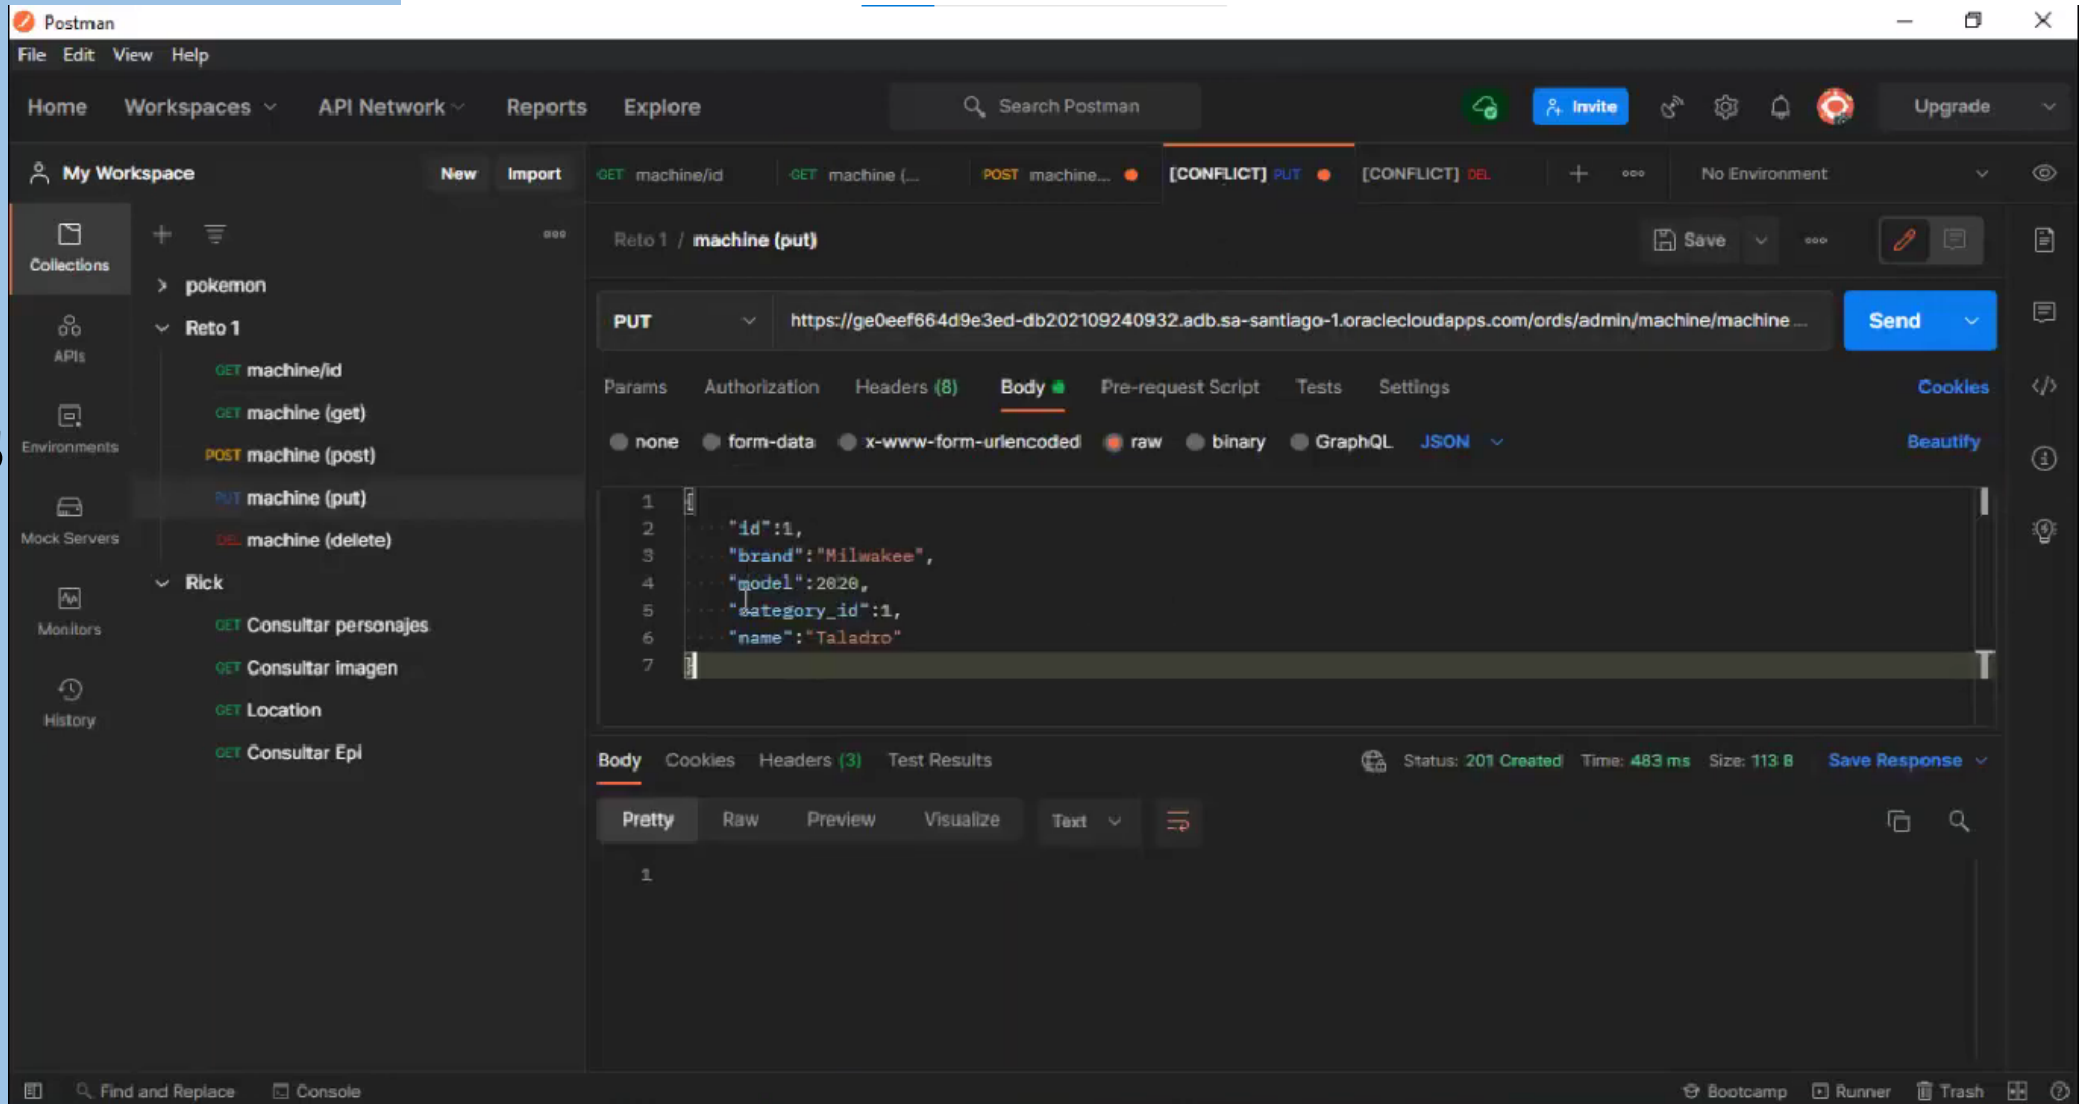 Postman
File Edit View Help
Home Workspaces API Network Reports Explore Search Postman Invite Upgrade
My Workspace New Import
GET machine/id GET machine (... POST machine... [CONFLICT] PUT [CONFLICT] DEL + ooo No Environment
Collections
APIs
Environments
Mock Servers
Monitors
History
pokemon
Reto 1
GET machine/id
GET machine (get)
POST machine (post)
PUT machine (put)
DEL machine (delete)
Rick
GET Consultar personajes
GET Consultar imagen
GET Location
GET Consultar Epi
Reto 1 / machine (put) Save
PUT https://ge0eef664d9e3ed-db202109240932.adb.sa-santiago-1.oraclecloudapps.com/ords/admin/machine/machine ... Send
Params Authorization Headers (8) Body Pre-request Script Tests Settings Cookies
none form-data x-www-form-urlencoded raw binary GraphQL JSON Beautify
1 {
2 "id":1,
3 "brand":"Milwakee",
4 "model":2020,
5 "category_id":1,
6 "name":"Taladro"
7 }
Body Cookies Headers (3) Test Results Status: 201 Created Time: 483 ms Size: 113 B Save Response
Pretty Raw Preview Visualize Text
1
Find and Replace Console Bootcamp Runner Trash